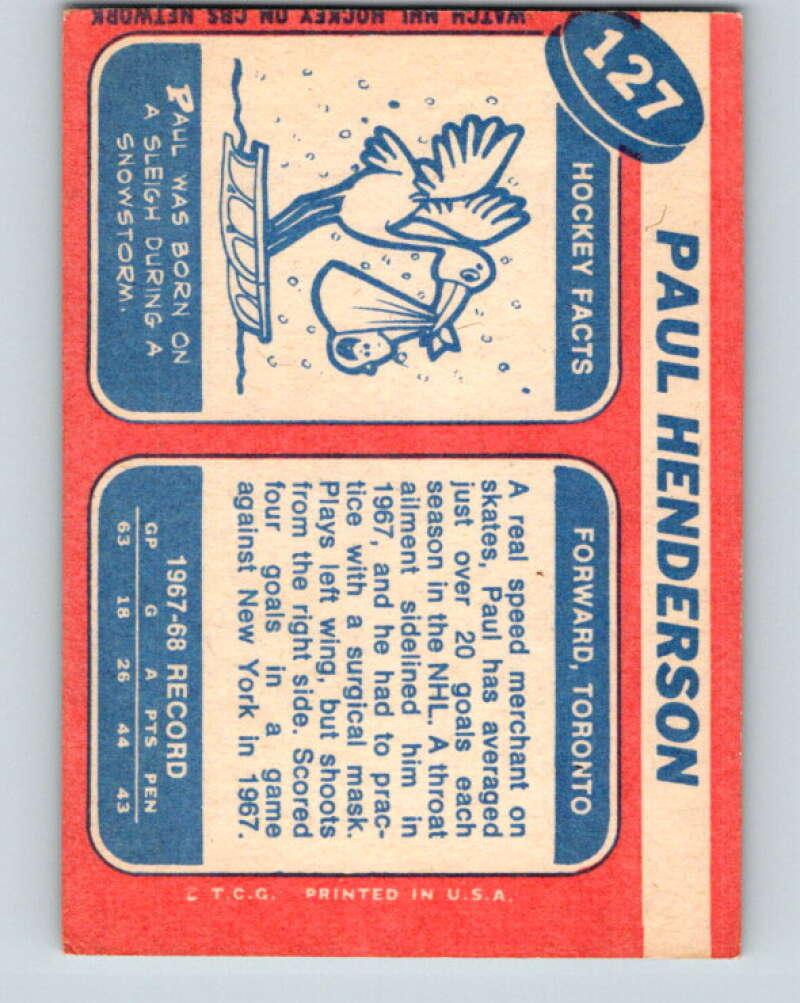 127
PAUL HENDERSON
HOCKEY FACTS
PAUL WAS BORN ON
A SLEIGH DURING A
SNOWSTORM.
FORWARD, TORONTO
A real speed merchant on
skates, Paul has averaged
just over 20 goals each
season in the NHL. A throat
ailment sidelined him in
1967, and he had to prac-
tice with a surgical mask.
Plays left wing, but shoots
from the right side. Scored
four goals in a game
against New York in 1967.
1967-68 RECORD
GP G A PTS PEN
63 18 26 44 43
T.C.G. PRINTED IN U.S.A.
WATCH NHL HOCKEY ON CBS NETWORK